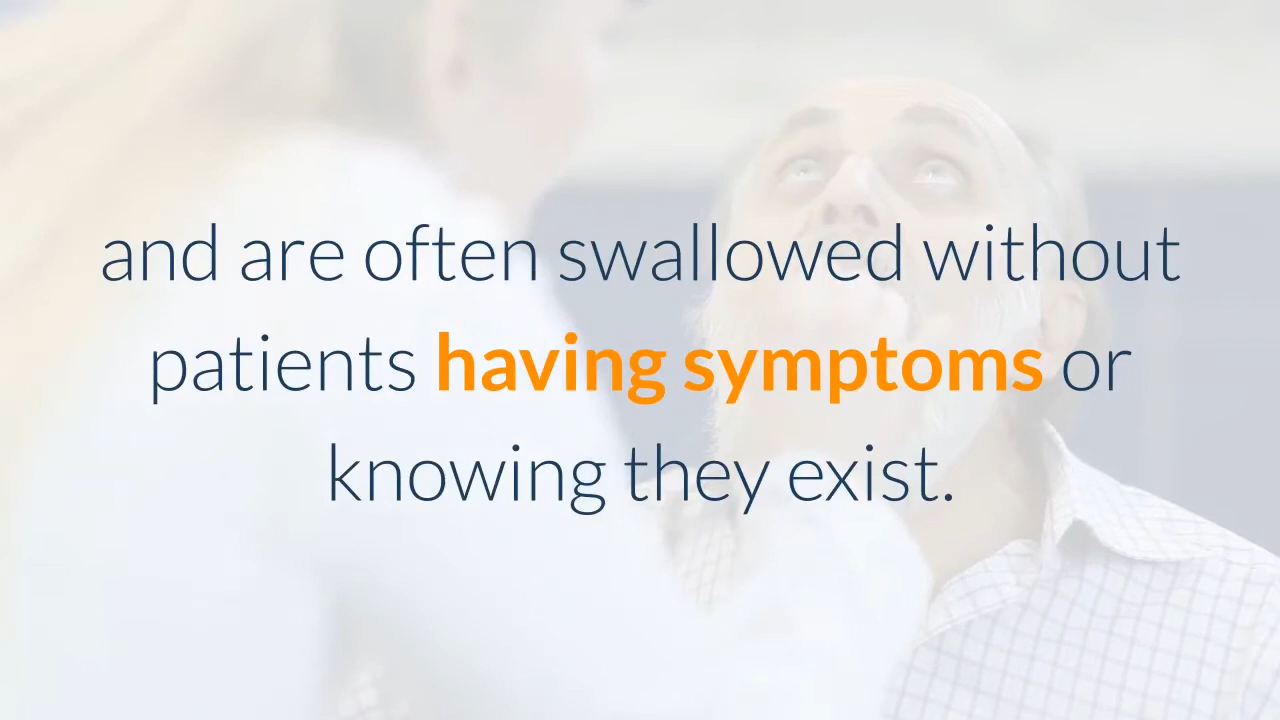 and are often swallowed without
patients having symptoms or
knowing they exist.